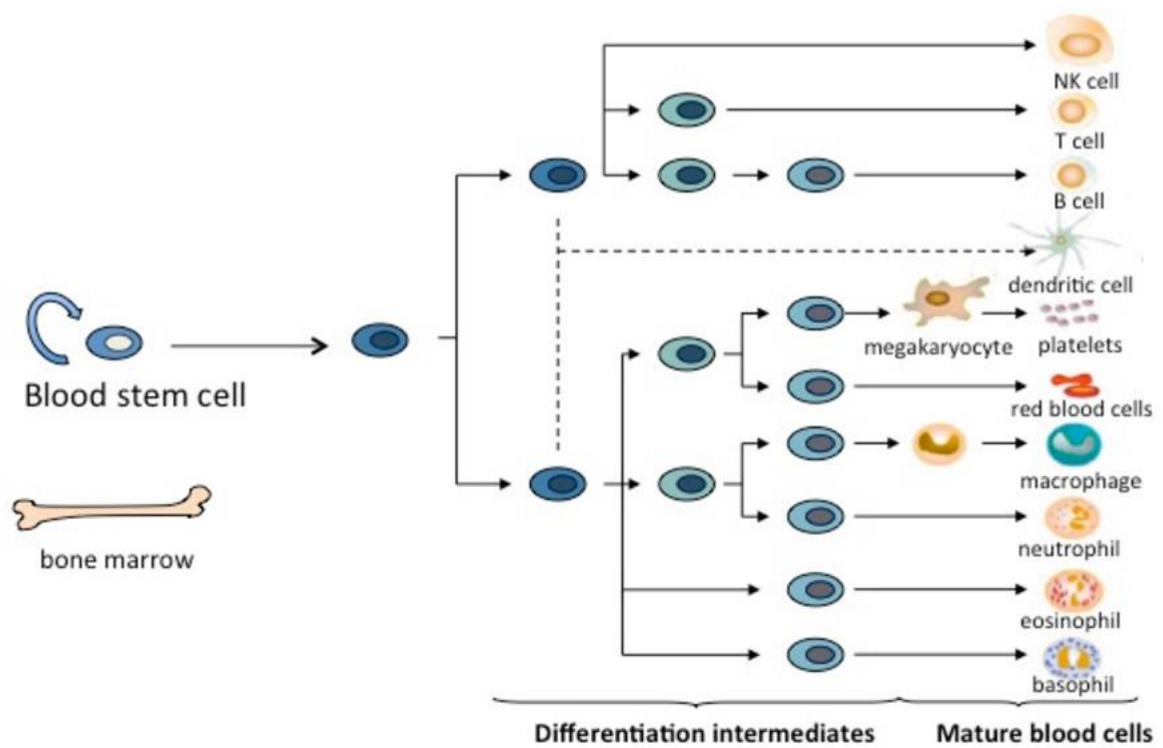 NK cell
T cell
B cell
dendritic cell
megakaryocyte platelets
Blood stem cell
red blood cells
macrophage
bone marrow
neutrophil
eosinophil
basophil
Differentiation intermediates Mature blood cells